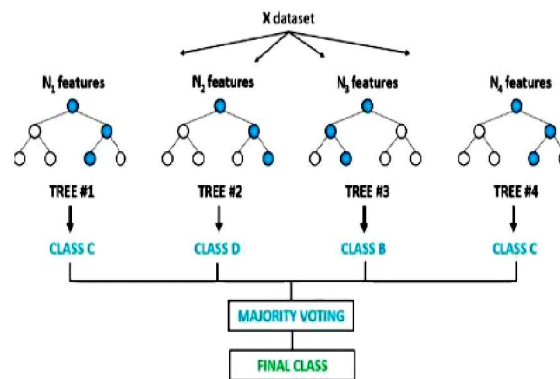 X dataset
N₁ features
N₂ features
N₃ features
N₄ features
TREE #1
TREE #2
TREE #3
TREE #4
CLASS C
CLASS D
CLASS B
CLASS C
MAJORITY VOTING
FINAL CLASS